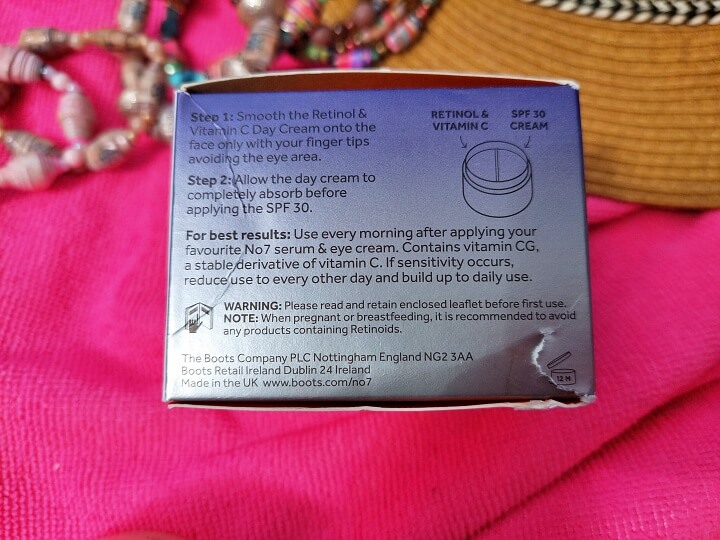 Step 1: Smooth the Retinol &
Vitamin C Day Cream onto the
face only with your finger tips
avoiding the eye area.
Step 2: Allow the day cream to
completely absorb before
applying the SPF 30.
RETINOL &
VITAMIN C
SPF 30
CREAM
For best results: Use every morning after applying your
favourite No7 serum & eye cream. Contains vitamin CG,
a stable derivative of vitamin C. If sensitivity occurs,
reduce use to every other day and build up to daily use.
WARNING: Please read and retain enclosed leaflet before first use.
NOTE: When pregnant or breastfeeding, it is recommended to avoid
any products containing Retinoids.
The Boots Company PLC Nottingham England NG2 3AA
Boots Retail Ireland Dublin 24 Ireland
Made in the UK www.boots.com/no7
12 M